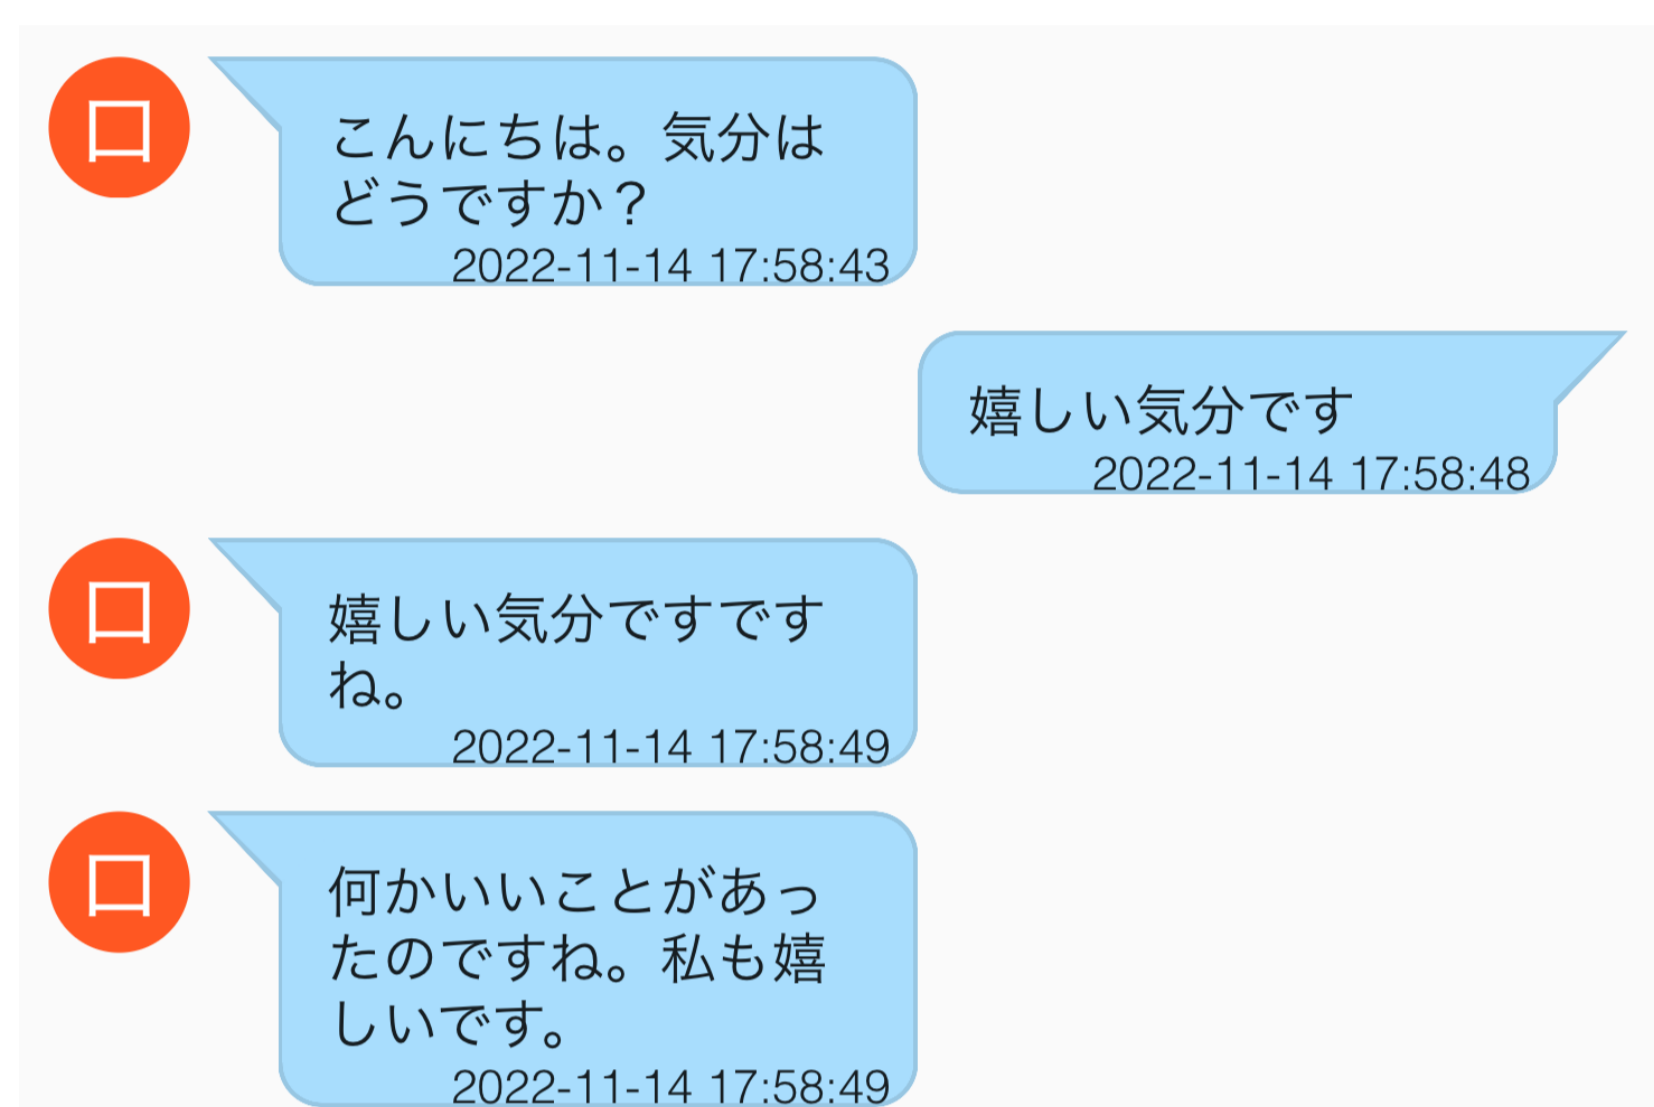 ロ
こんにちは。気分は
どうですか？
2022-11-14 17:58:43
嬉しい気分です
2022-11-14 17:58:48
ロ
嬉しい気分ですです
ね。
2022-11-14 17:58:49
ロ
何かいいことがあっ
たのですね。私も嬉
しいです。
2022-11-14 17:58:49